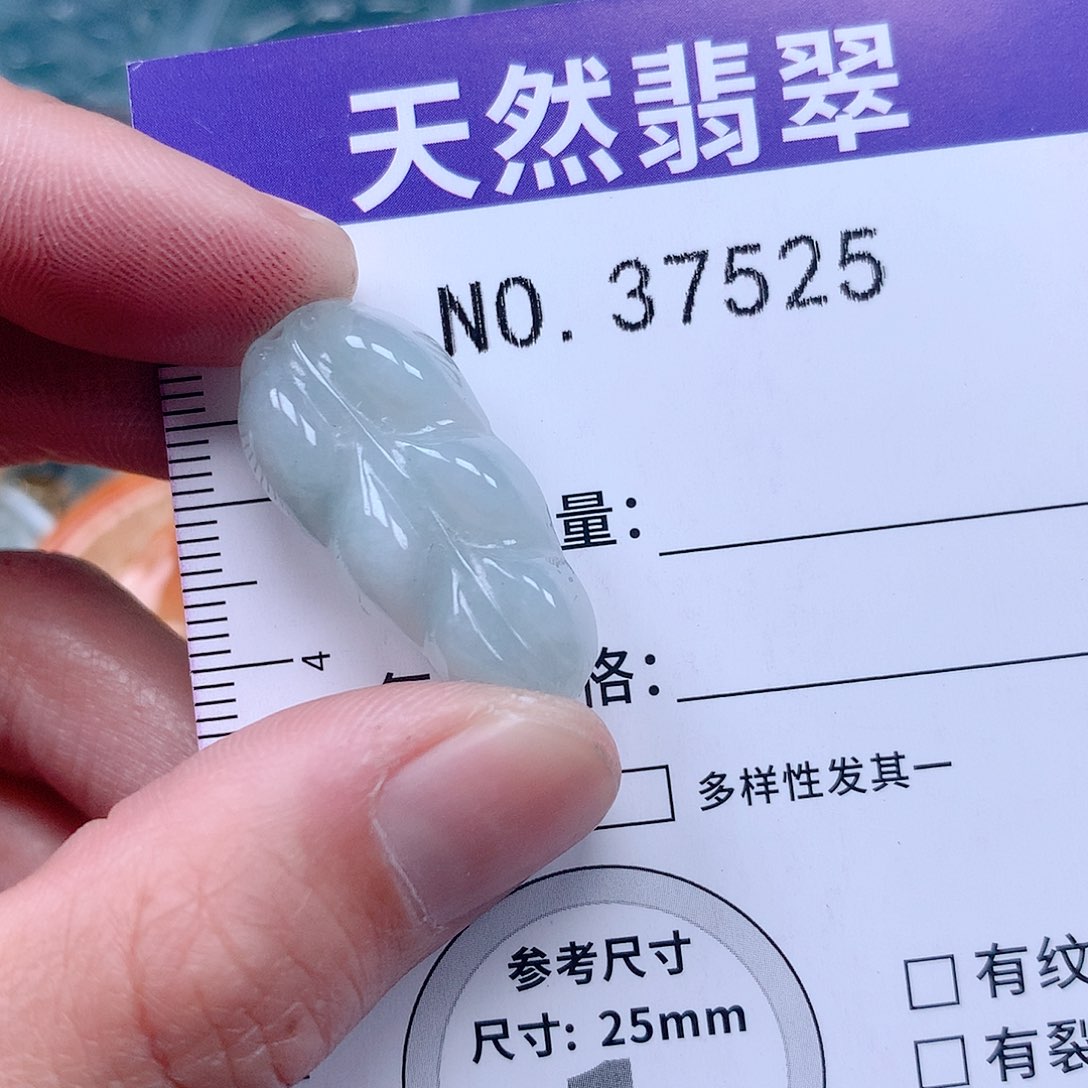 天然翡翠
NO. 37525
量:
4
格:
多样性发其一
参考尺寸
尺寸: 25mm
有纹
有裂